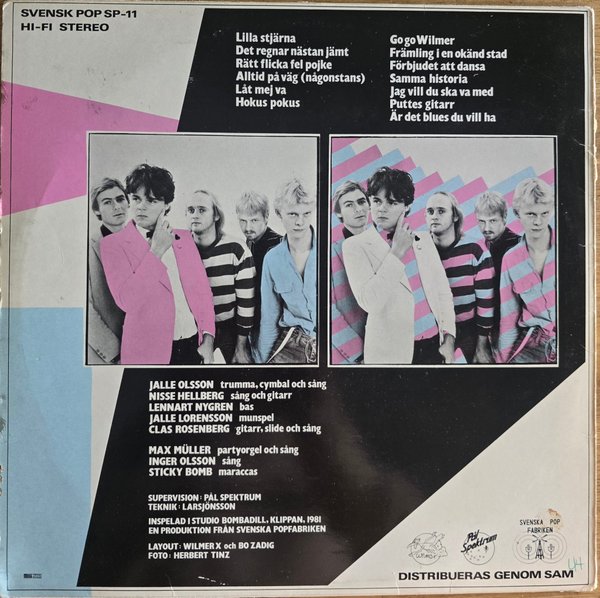 SVENSK POP SP-11
HI-FI STEREO
Lilla stjärna
Det regnar nästan jämt
Rätt flicka fel pojke
Alltid på väg (någonstans)
Låt mej va
Hokus pokus
Go go Wilmer
Främling i en okänd stad
Förbjudet att dansa
Samma historia
Jag vill du ska va med
Puttes gitarr
Är det blues du vill ha
JALLE OLSSON trumma, cymbal och sång
NISSE HELLBERG sång och gitarr
LENNART NYGREN bas
JALLE LORENSSON munspel
CLAS ROSENBERG gitarr, slide och sång
MAX MÜLLER partyorgel och sång
INGER OLSSON sång
STICKY BOMB maraccas
SUPERVISION: PÅL SPEKTRUM
TEKNIK: LARSJÖNSSON
INSPELAD I STUDIO BOMBADILL, KLIPPAN, 1981
EN PRODUKTION FRÅN SVENSKA POPFABRIKEN
LAYOUT: WILMER X och BO ZADIG
FOTO: HERBERT TINZ
Pål
Spektrum
SVENSKA POP
FABRIKEN
DISTRIBUERAS GENOM SAM